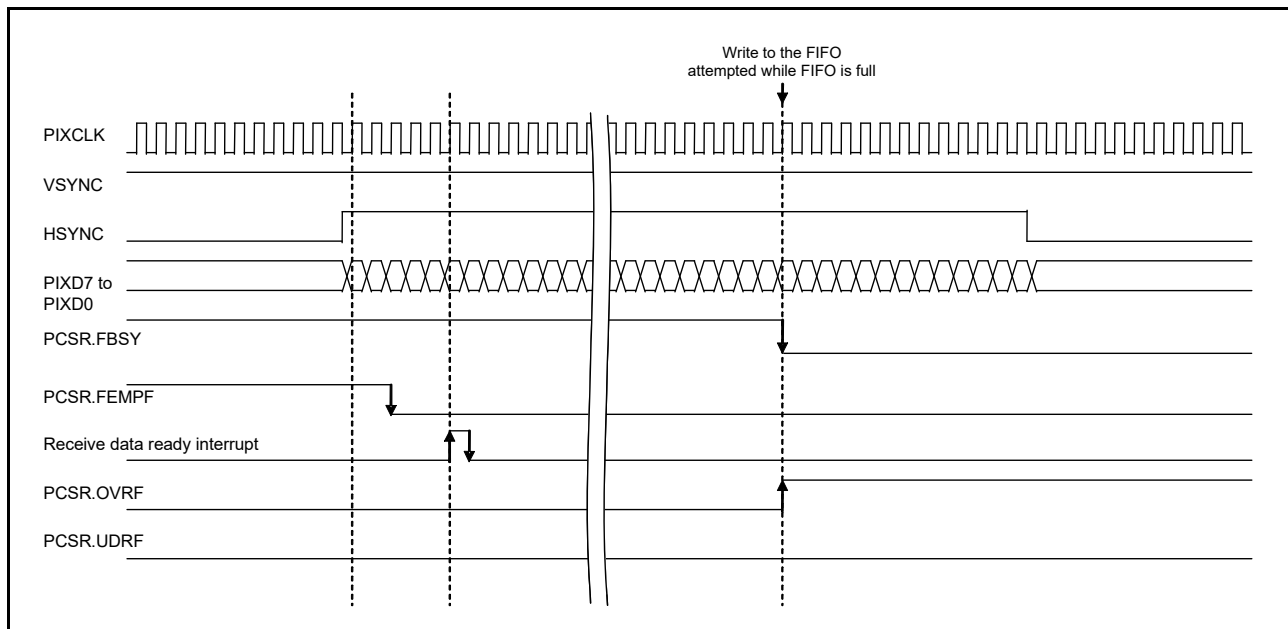 Write to the FIFO
attempted while FIFO is full
PIXCLK
VSYNC
HSYNC
PIXD7 to
PIXD0
PCSR.FBSY
PCSR.FEMPF
Receive data ready interrupt
PCSR.OVRF
PCSR.UDRF